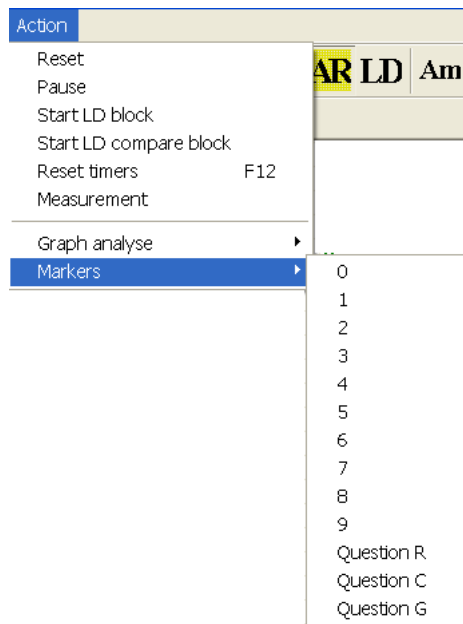 Action
AR LD Am
Reset
Pause
Start LD block
Start LD compare block
Reset timers F12
Measurement
Graph analyse
Markers
0
1
2
3
4
5
6
7
8
9
Question R
Question C
Question G